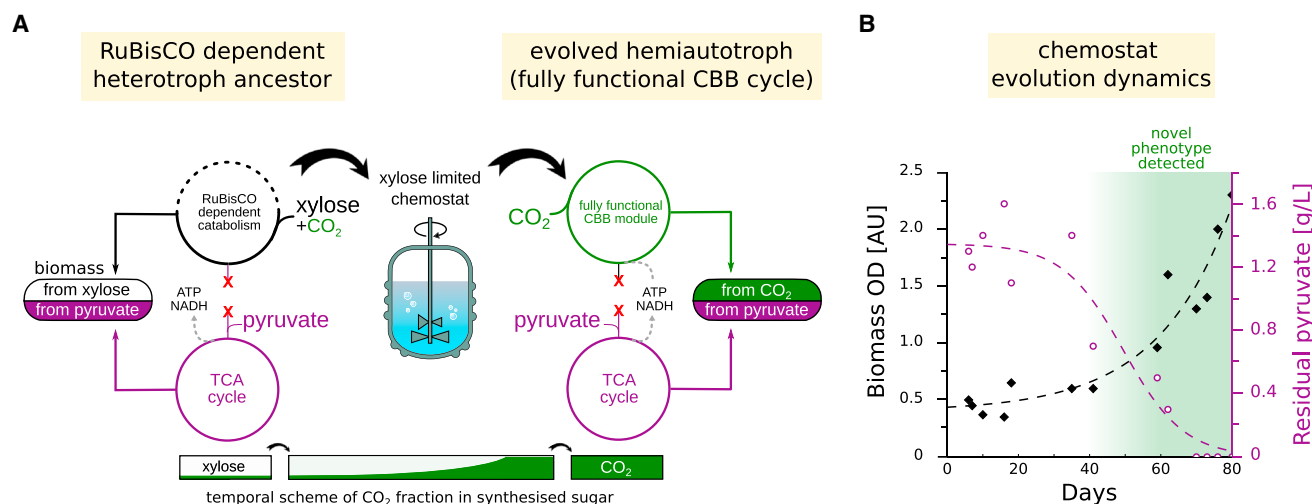 A
RuBisCO dependent
heterotroph ancestor
evolved hemiautotroph
(fully functional CBB cycle)
RuBisCO
dependent
catabolism
xylose
+CO2
xylose limited
chemostat
CO2
fully functional
CBB module
biomass
from xylose
from pyruvate
ATP
NADH
X
X
pyruvate
TCA
cycle
X
X
ATP
NADH
pyruvate
TCA
cycle
from CO2
from pyruvate
xylose
CO2
temporal scheme of CO2 fraction in synthesised sugar
B
chemostat
evolution dynamics
novel
phenotype
detected
Biomass OD [AU]
2.5
2.0
1.5
1.0
0.5
0
0
20
40
60
80
Days
1.6
1.2
0.8
0.4
0
Residual pyruvate [g/L]